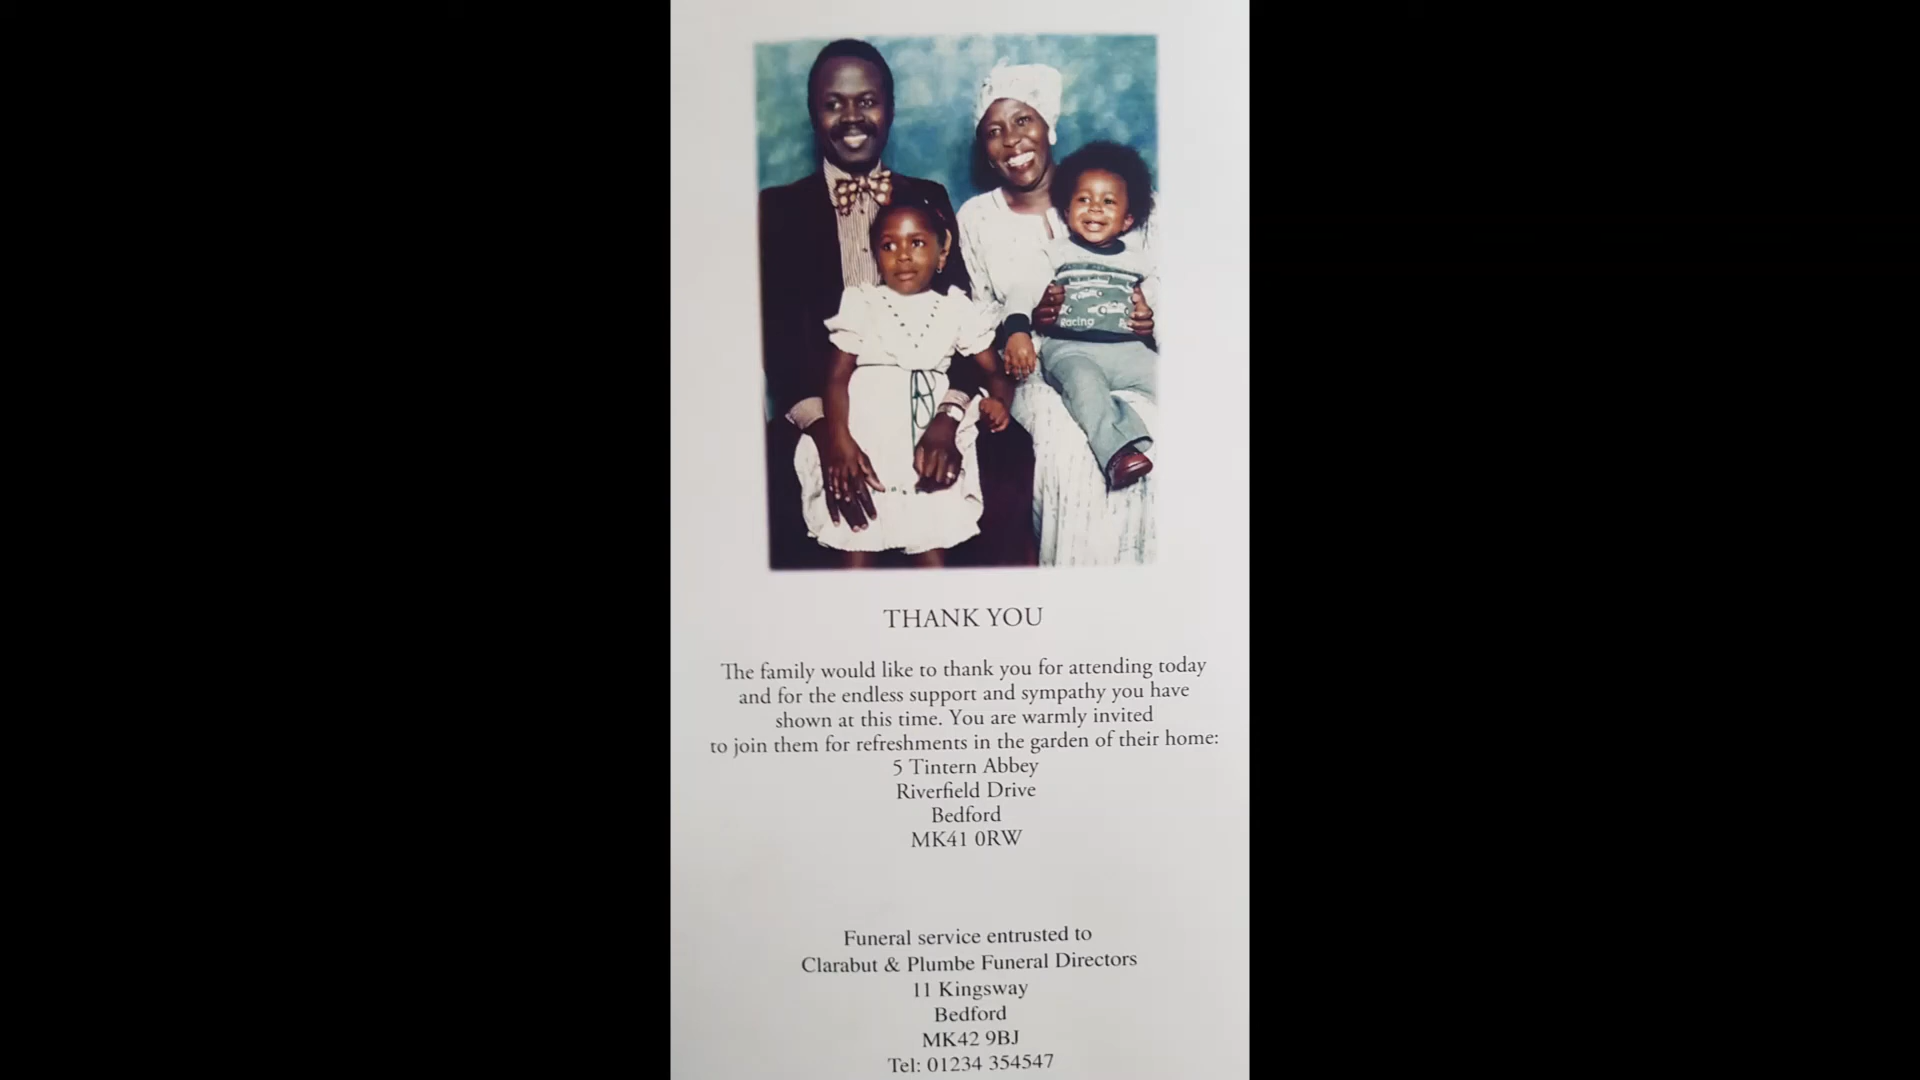 Racing
THANK YOU
The family would like to thank you for attending today
and for the endless support and sympathy you have
shown at this time. You are warmly invited
to join them for refreshments in the garden of their home:
5 Tintern Abbey
Riverfield Drive
Bedford
MK41 0RW
Funeral service entrusted to
Clarabut & Plumbe Funeral Directors
11 Kingsway
Bedford
MK42 9BJ
Tel: 01234 354547